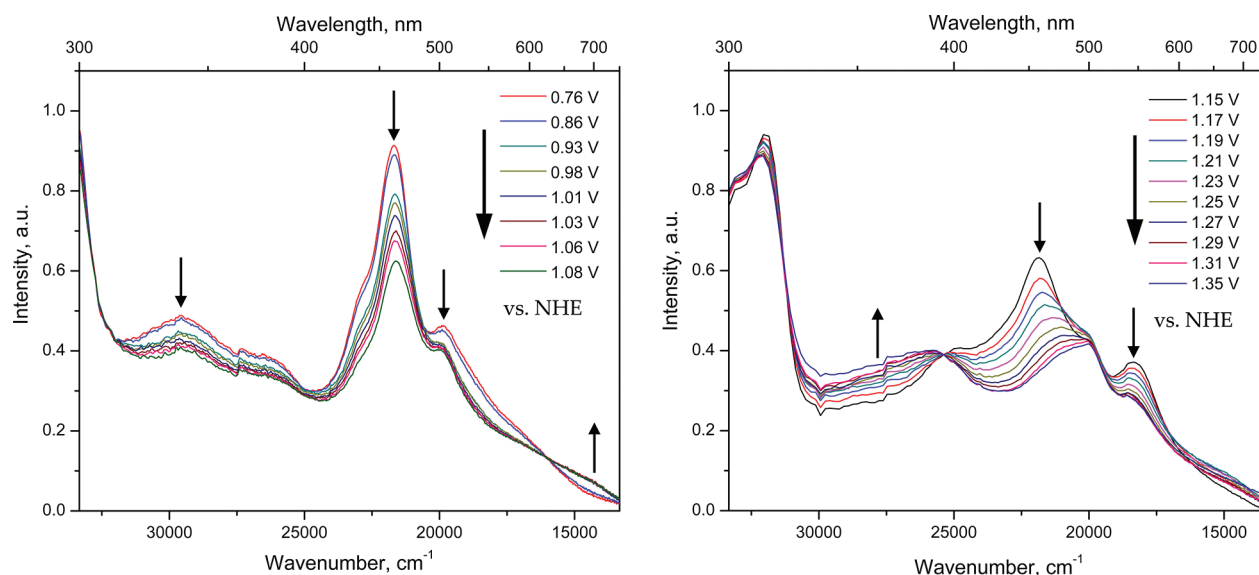 Wavelength, nm
300 400 500 600 700
Intensity, a.u.
1.0
0.8
0.6
0.4
0.2
0.0
0.76 V
0.86 V
0.93 V
0.98 V
1.01 V
1.03 V
1.06 V
1.08 V
vs. NHE
30000 25000 20000 15000
Wavenumber, cm-1
Wavelength, nm
300 400 500 600 700
Intensity, a.u.
1.0
0.8
0.6
0.4
0.2
0.0
1.15 V
1.17 V
1.19 V
1.21 V
1.23 V
1.25 V
1.27 V
1.29 V
1.31 V
1.35 V
vs. NHE
30000 25000 20000 15000
Wavenumber, cm-1